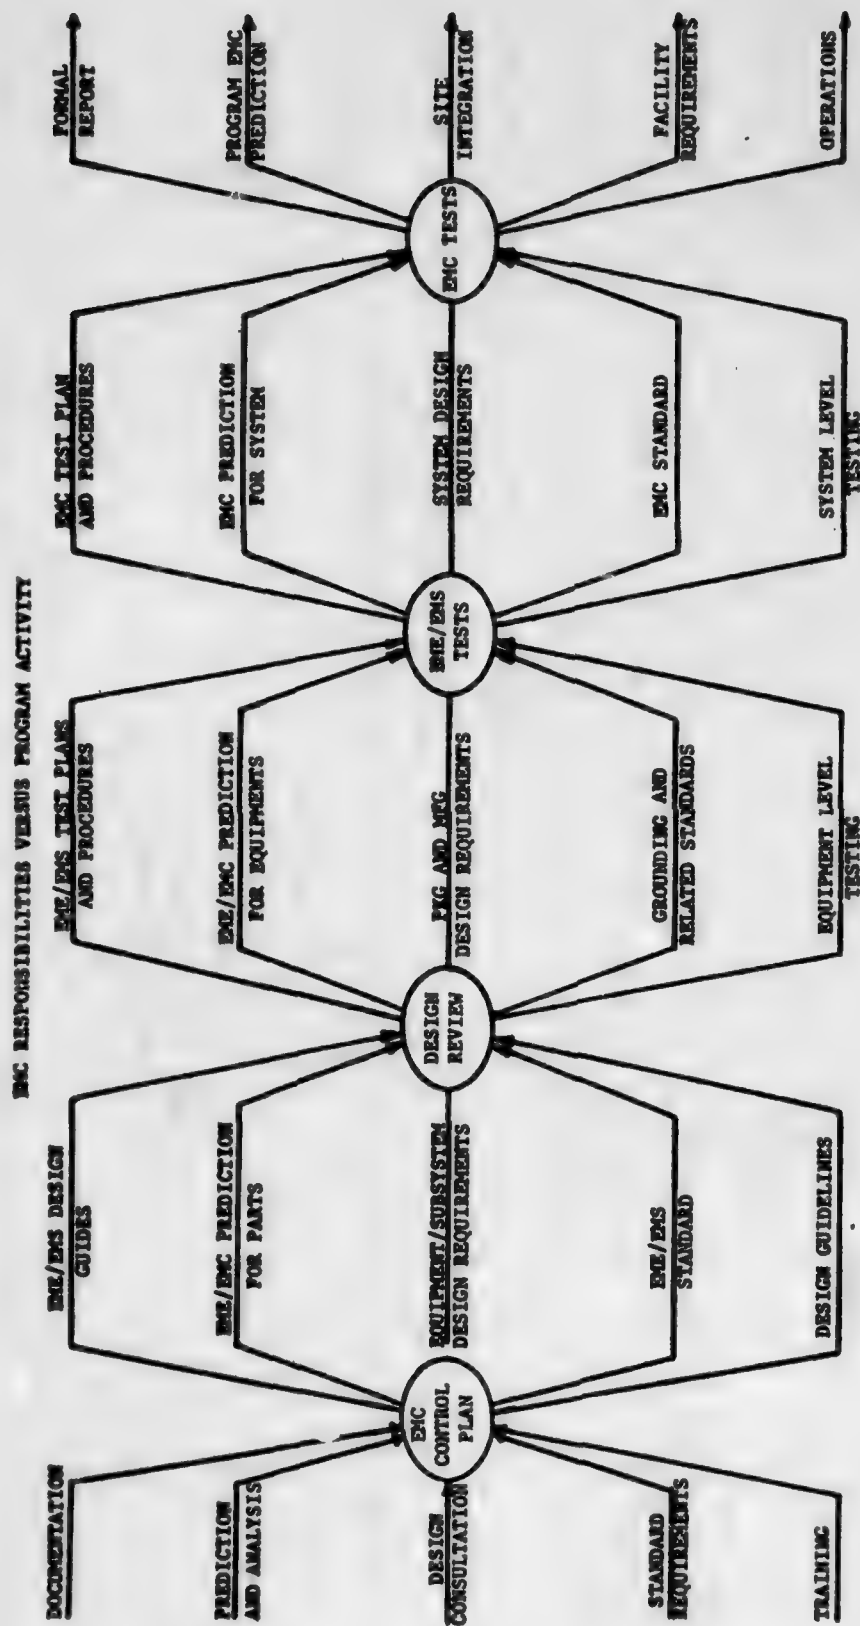 EMC RESPONSIBILITIES VERSUS PROGRAM ACTIVITY
DOCUMENTATION
PREDICTION
AND ANALYSIS
DESIGN
CONSULTATION
STANDARD
REQUIREMENTS
TRAINING
EMC
CONTROL
PLAN
EME/EMS DESIGN
GUIDES
EME/EMC PREDICTION
FOR PARTS
EQUIPMENT/SUBSYSTEM
DESIGN REQUIREMENTS
EME/EMS
STANDARD
DESIGN GUIDELINES
DESIGN
REVIEW
EME/EMS TEST PLANS
AND PROCEDURES
EME/EMC PREDICTION
FOR EQUIPMENTS
PKG AND MFG
DESIGN REQUIREMENTS
GROUNDING AND
RELATED STANDARDS
EQUIPMENT LEVEL
TESTING
EME/EMS
TESTS
EMC TEST PLAN
AND PROCEDURES
EMC PREDICTION
FOR SYSTEM
SYSTEM DESIGN
REQUIREMENTS
EMC STANDARD
SYSTEM LEVEL
TESTING
EMC TESTS
FORMAL
REPORT
PROGRAM EMC
PREDICTION
SITE
INTEGRATION
FACILITY
REQUIREMENTS
OPERATIONS